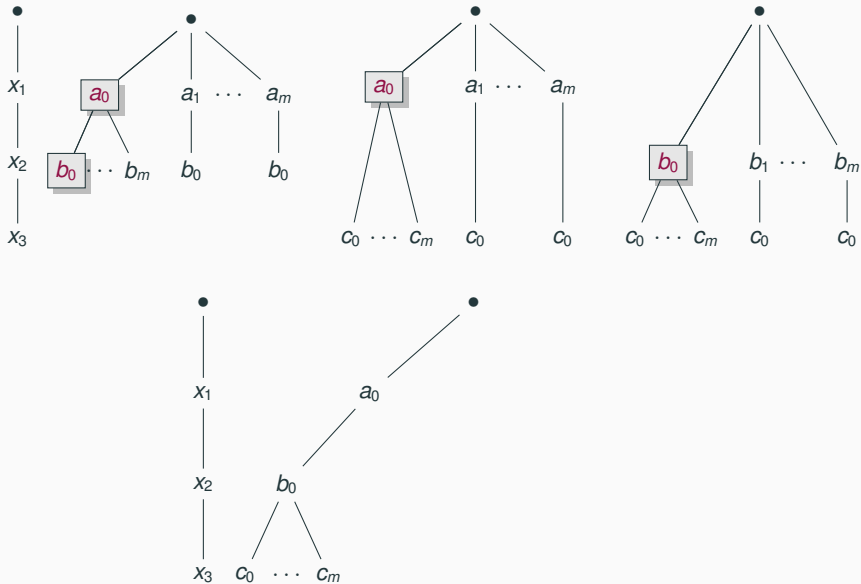 x₁ a₀ a₁ ··· aₘ a₀ a₁ ··· aₘ
x₂ b₀ ··· bₘ b₀ b₀ b₀ b₁ ··· bₘ
x₃ c₀ ··· cₘ c₀ c₀ c₀ ··· cₘ c₀ c₀
x₁ a₀
x₂ b₀
x₃ c₀ ··· cₘ